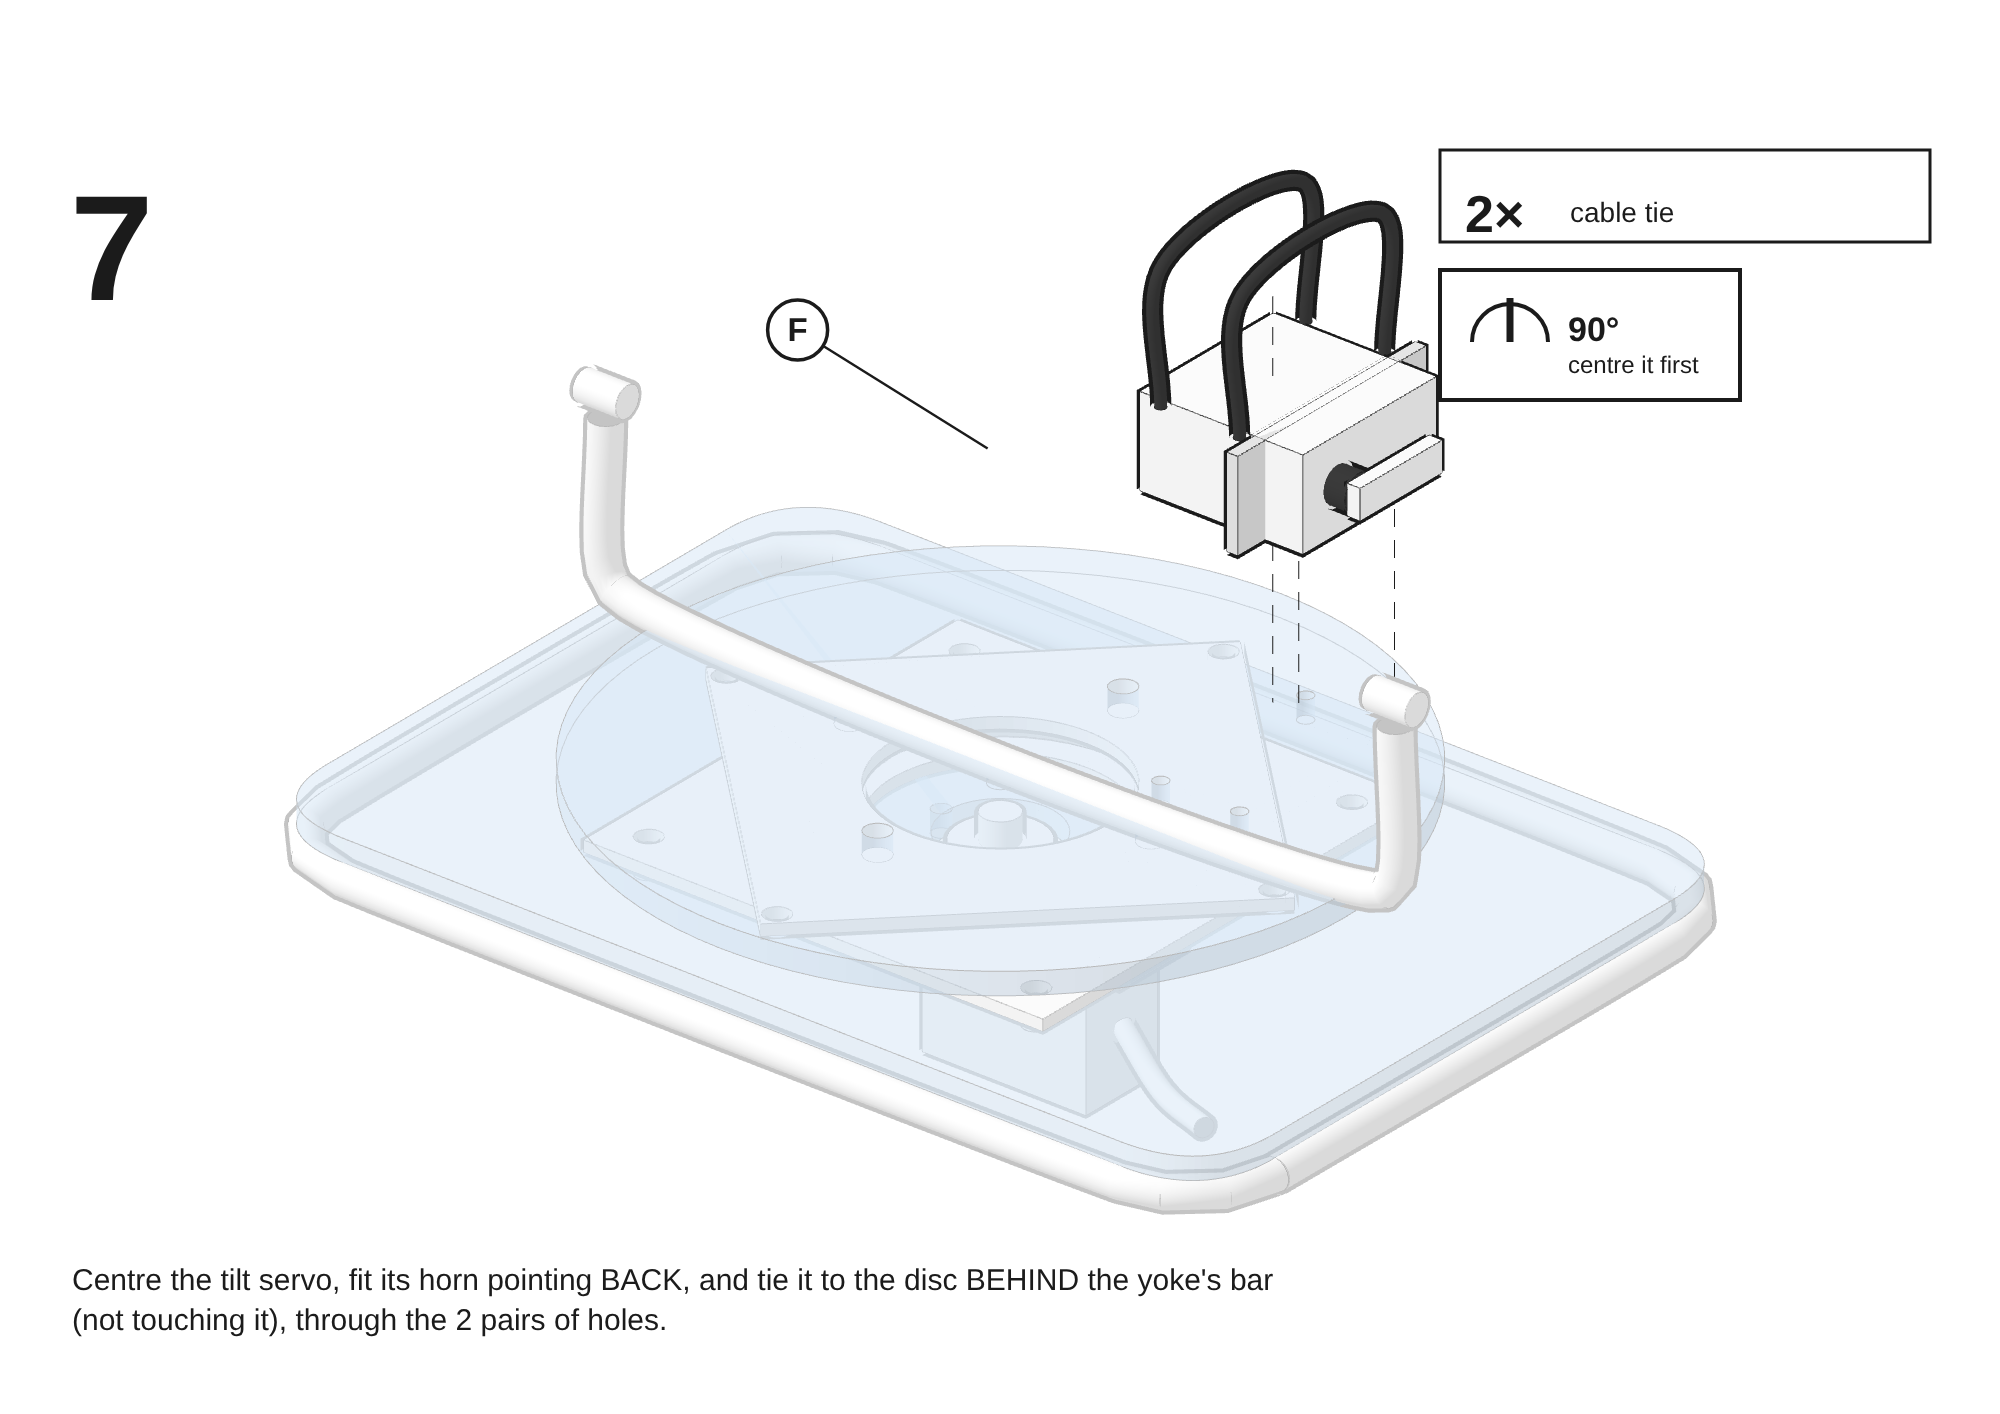 7
2× cable tie
F
90°
centre it first
Centre the tilt servo, fit its horn pointing BACK, and tie it to the disc BEHIND the yoke's bar
(not touching it), through the 2 pairs of holes.